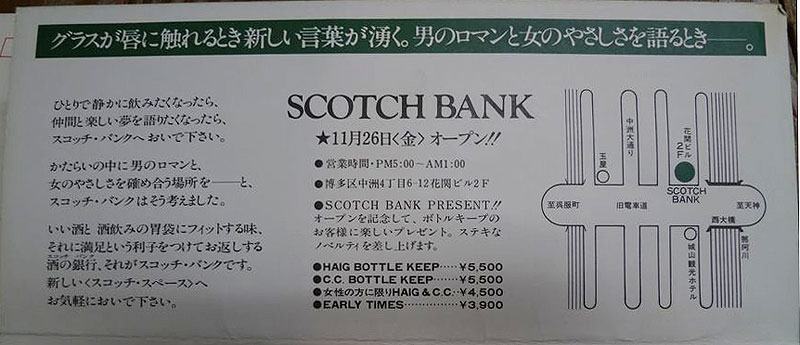 グラスが唇に触れるとき新しい言葉が湧く。男のロマンと女のやさしさを語るとき──。
ひとりで静かに飲みたくなったら、
仲間と楽しい夢を語りたくなったら、
スコッチ・バンクへ おいで下さい。
かたらいの中に 男のロマンと、
女のやさしさを確め合う場所を──と、
スコッチ・バンクはそう考えました。
いい酒と 酒飲みの胃袋にフィットする味、
それに満足という利子をつけてお返しする
酒の銀行、それがスコッチ・バンクです。
スコッチ バンク
新しい〈スコッチ・スペース〉へ
お気軽においで下さい。
SCOTCH BANK
★11月26日〈金〉オープン!!
●営業時間・PM5:00~AM1:00
●博多区中洲4丁目6-12花関ビル2F
●SCOTCH BANK PRESENT!!
オープンを記念して、ボトルキープの
お客様に楽しいプレゼント。ステキな
ノベルティを差し上げます。
●HAIG BOTTLE KEEP……¥5,500
●C.C. BOTTLE KEEP……¥5,500
●女性の方に限りHAIG & C.C.…¥4,500
●EARLY TIMES……………¥3,900
中洲大通り
玉屋
花関ビル
2F
SCOTCH
BANK
至呉服町
旧電車道
至天神
西大橋
那珂川
城山観光ホテル